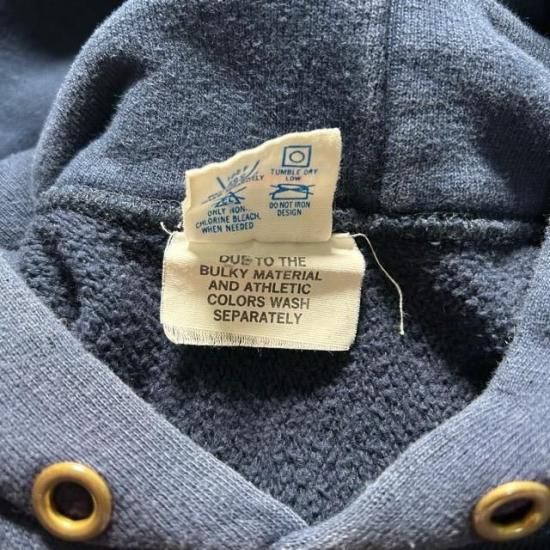 TUMBLE DRY
LOW
ONLY NON-
CHLORINE BLEACH,
WHEN NEEDED
DO NOT IRON
DESIGN
DUE TO THE
BULKY MATERIAL
AND ATHLETIC
COLORS WASH
SEPARATELY